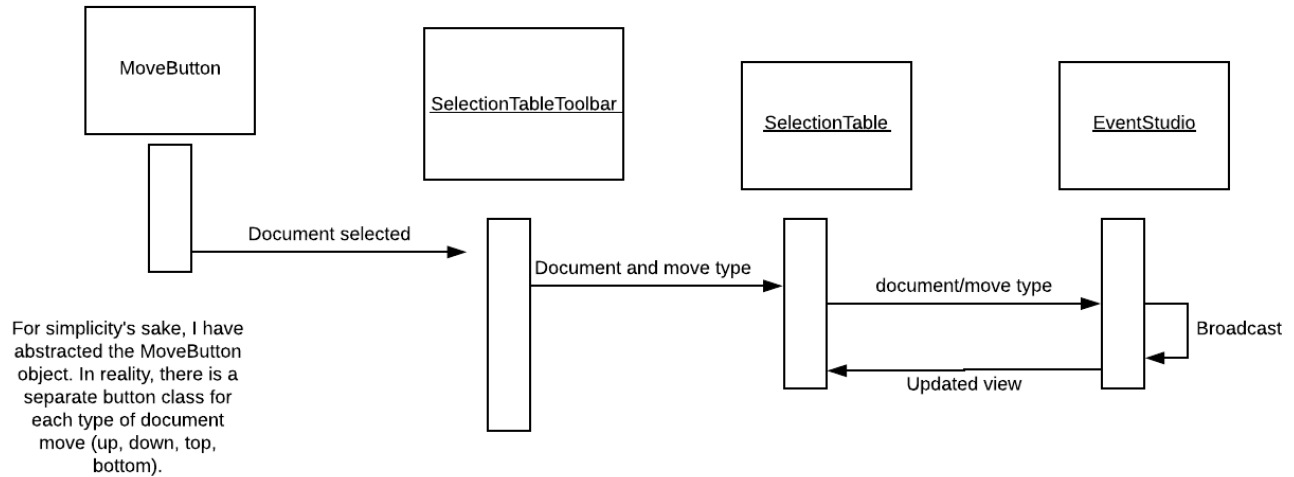 MoveButton
SelectionTableToolbar
SelectionTable
EventStudio
Document selected
Document and move type
document/move type
Broadcast
Updated view
For simplicity's sake, I have
abstracted the MoveButton
object. In reality, there is a
separate button class for
each type of document
move (up, down, top,
bottom).